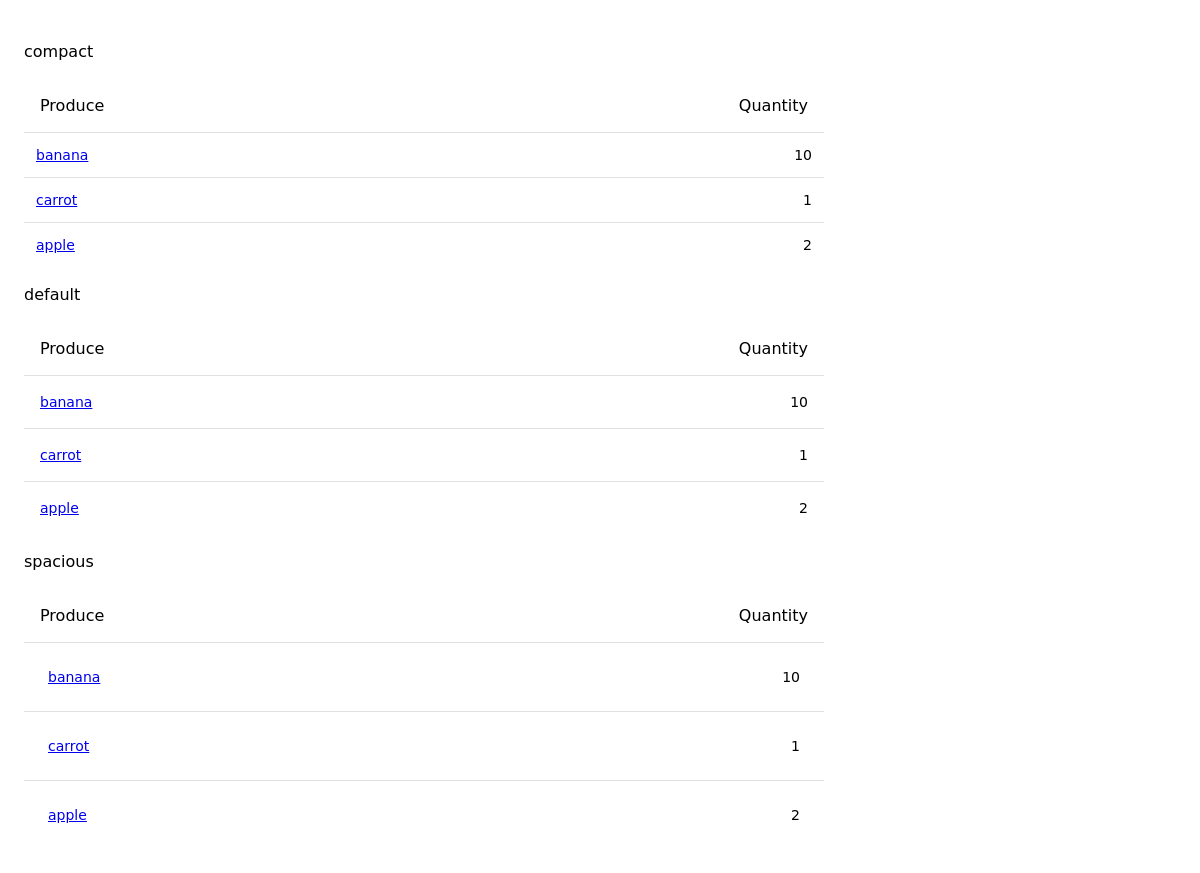 compact
Produce Quantity
banana 10
carrot 1
apple 2
default
Produce Quantity
banana 10
carrot 1
apple 2
spacious
Produce Quantity
banana 10
carrot 1
apple 2